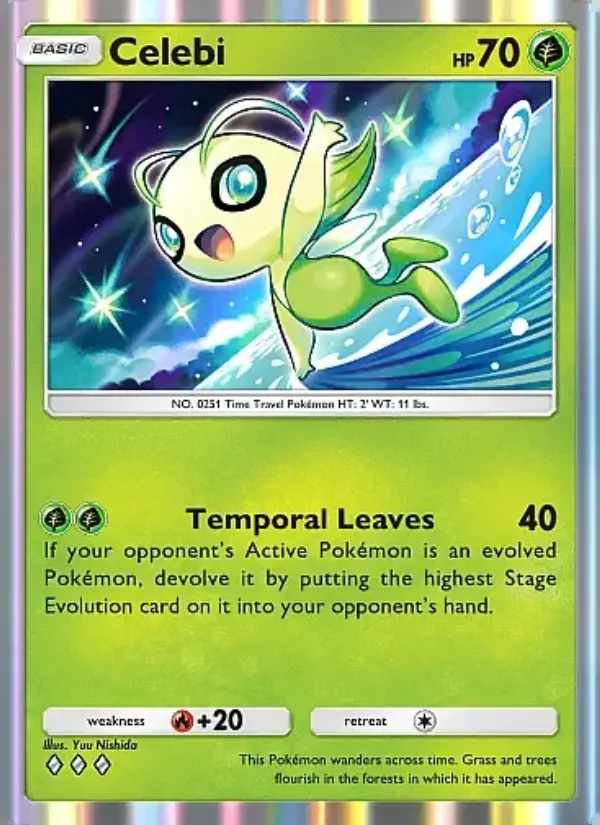 BASIC Celebi HP 70
NO. 0251 Time Travel Pokémon HT: 2' WT: 11 lbs.
Temporal Leaves 40
If your opponent's Active Pokémon is an evolved
Pokémon, devolve it by putting the highest Stage
Evolution card on it into your opponent's hand.
weakness +20 retreat
Illus. Yuu Nishida
This Pokémon wanders across time. Grass and trees
flourish in the forests in which it has appeared.